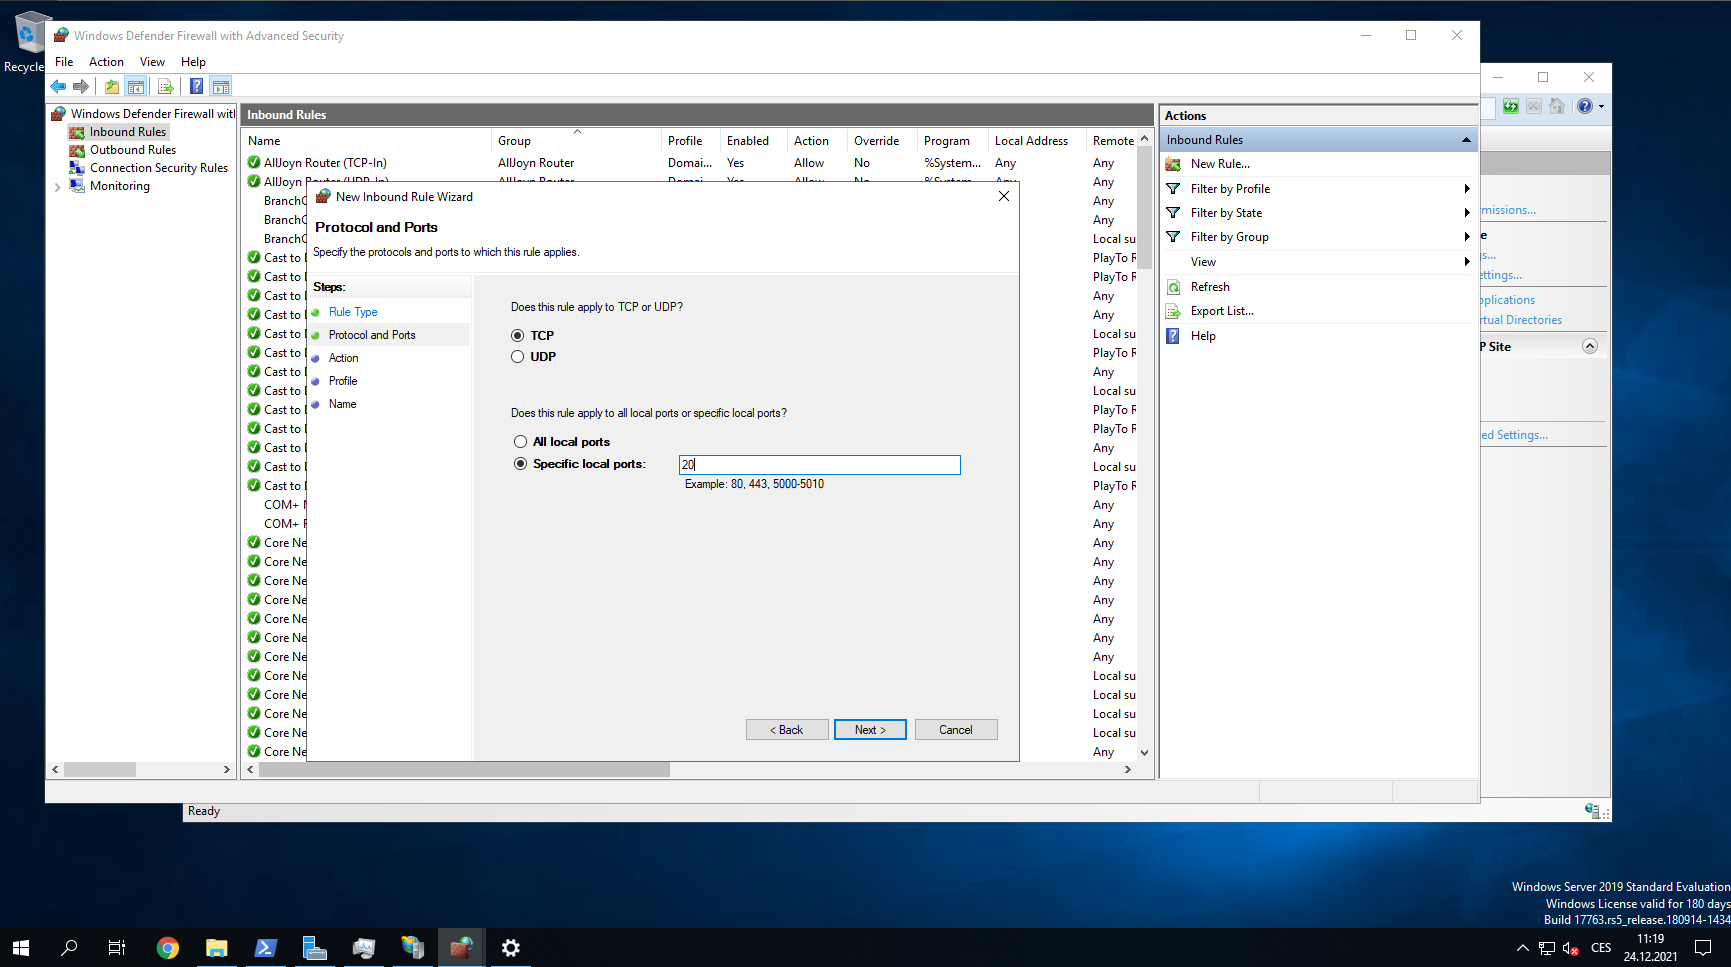 Recycle
Windows Defender Firewall with Advanced Security
File Action View Help
Windows Defender Firewall wit
Inbound Rules
Outbound Rules
Connection Security Rules
Monitoring
Inbound Rules
Name Group Profile Enabled Action Override Program Local Address Remote
AllJoyn Router (TCP-In) AllJoyn Router Domai... Yes Allow No %System... Any Any
AllJoyn Router (UDP-In) AllJoyn Router Domai... Yes Allow No %System... Any Any
BranchC Any
BranchC Any
BranchC Local su
Cast to D PlayTo R
Cast to D PlayTo R
Cast to D Any
Cast to D Any
Cast to D Local su
Cast to D PlayTo R
Cast to D Any
Cast to D Local su
Cast to D PlayTo R
Cast to D PlayTo R
Cast to D Any
Cast to D Local su
Cast to D PlayTo R
COM+ Any
COM+ Any
Core Ne Any
Core Ne Any
Core Ne Any
Core Ne Any
Core Ne Any
Core Ne Any
Core Ne Any
Core Ne Local su
Core Ne Local su
Core Ne Local su
Core Ne Local su
Core Ne Any
New Inbound Rule Wizard
Protocol and Ports
Specify the protocols and ports to which this rule applies.
Steps:
Rule Type
Protocol and Ports
Action
Profile
Name
Does this rule apply to TCP or UDP?
TCP
UDP
Does this rule apply to all local ports or specific local ports?
All local ports
Specific local ports: 20
Example: 80, 443, 5000-5010
< Back Next > Cancel
Actions
Inbound Rules
New Rule...
Filter by Profile
Filter by State
Filter by Group
View
Refresh
Export List...
Help
missions...
e
s...
ttings...
pplications
rtual Directories
P Site
ed Settings...
Ready
Windows Server 2019 Standard Evaluation
Windows License valid for 180 days
Build 17763.rs5_release.180914-1434
CES
11:19
24.12.2021